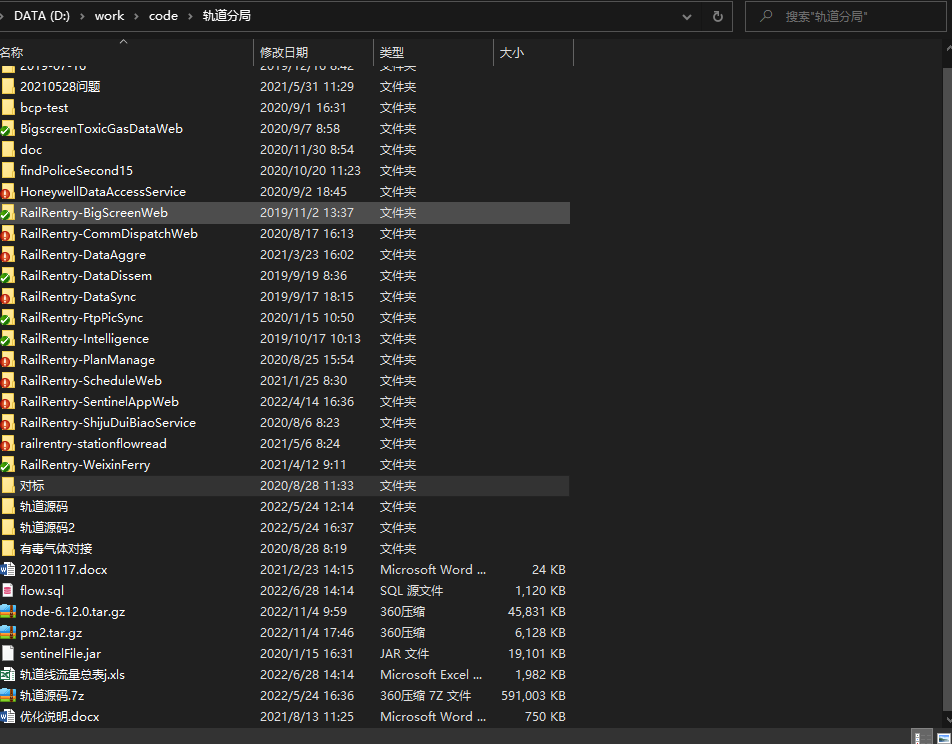 DATA (D:) › work › code › 轨道分局
搜索"轨道分局"
名称 修改日期 类型 大小
2019-07-16 2019/12/16 8:42 文件夹
20210528问题 2021/5/31 11:29 文件夹
bcp-test 2020/9/1 16:31 文件夹
BigscreenToxicGasDataWeb 2020/9/7 8:58 文件夹
doc 2020/11/30 8:54 文件夹
findPoliceSecond15 2020/10/20 11:23 文件夹
HoneywellDataAccessService 2020/9/2 18:45 文件夹
RailRentry-BigScreenWeb 2019/11/2 13:37 文件夹
RailRentry-CommDispatchWeb 2020/8/17 16:13 文件夹
RailRentry-DataAggre 2021/3/23 16:02 文件夹
RailRentry-DataDissem 2019/9/19 8:36 文件夹
RailRentry-DataSync 2019/9/17 18:15 文件夹
RailRentry-FtpPicSync 2020/1/15 10:50 文件夹
RailRentry-Intelligence 2019/10/17 10:13 文件夹
RailRentry-PlanManage 2020/8/25 15:54 文件夹
RailRentry-ScheduleWeb 2021/1/25 8:30 文件夹
RailRentry-SentinelAppWeb 2022/4/14 16:36 文件夹
RailRentry-ShijuDuiBiaoService 2020/8/6 8:23 文件夹
railrentry-stationflowread 2021/5/6 8:24 文件夹
RailRentry-WeixinFerry 2021/4/12 9:11 文件夹
对标 2020/8/28 11:33 文件夹
轨道源码 2022/5/24 12:14 文件夹
轨道源码2 2022/5/24 16:37 文件夹
有毒气体对接 2020/8/28 8:19 文件夹
20201117.docx 2021/2/23 14:15 Microsoft Word ... 24 KB
flow.sql 2022/6/28 14:14 SQL 源文件 1,120 KB
node-6.12.0.tar.gz 2022/11/4 9:59 360压缩 45,831 KB
pm2.tar.gz 2022/11/4 17:46 360压缩 6,128 KB
sentinelFile.jar 2020/1/15 16:31 JAR 文件 19,101 KB
轨道线流量总表j.xls 2022/6/28 14:14 Microsoft Excel ... 1,982 KB
轨道源码.7z 2022/5/24 16:36 360压缩 7Z 文件 591,003 KB
优化说明.docx 2021/8/13 11:25 Microsoft Word ... 750 KB